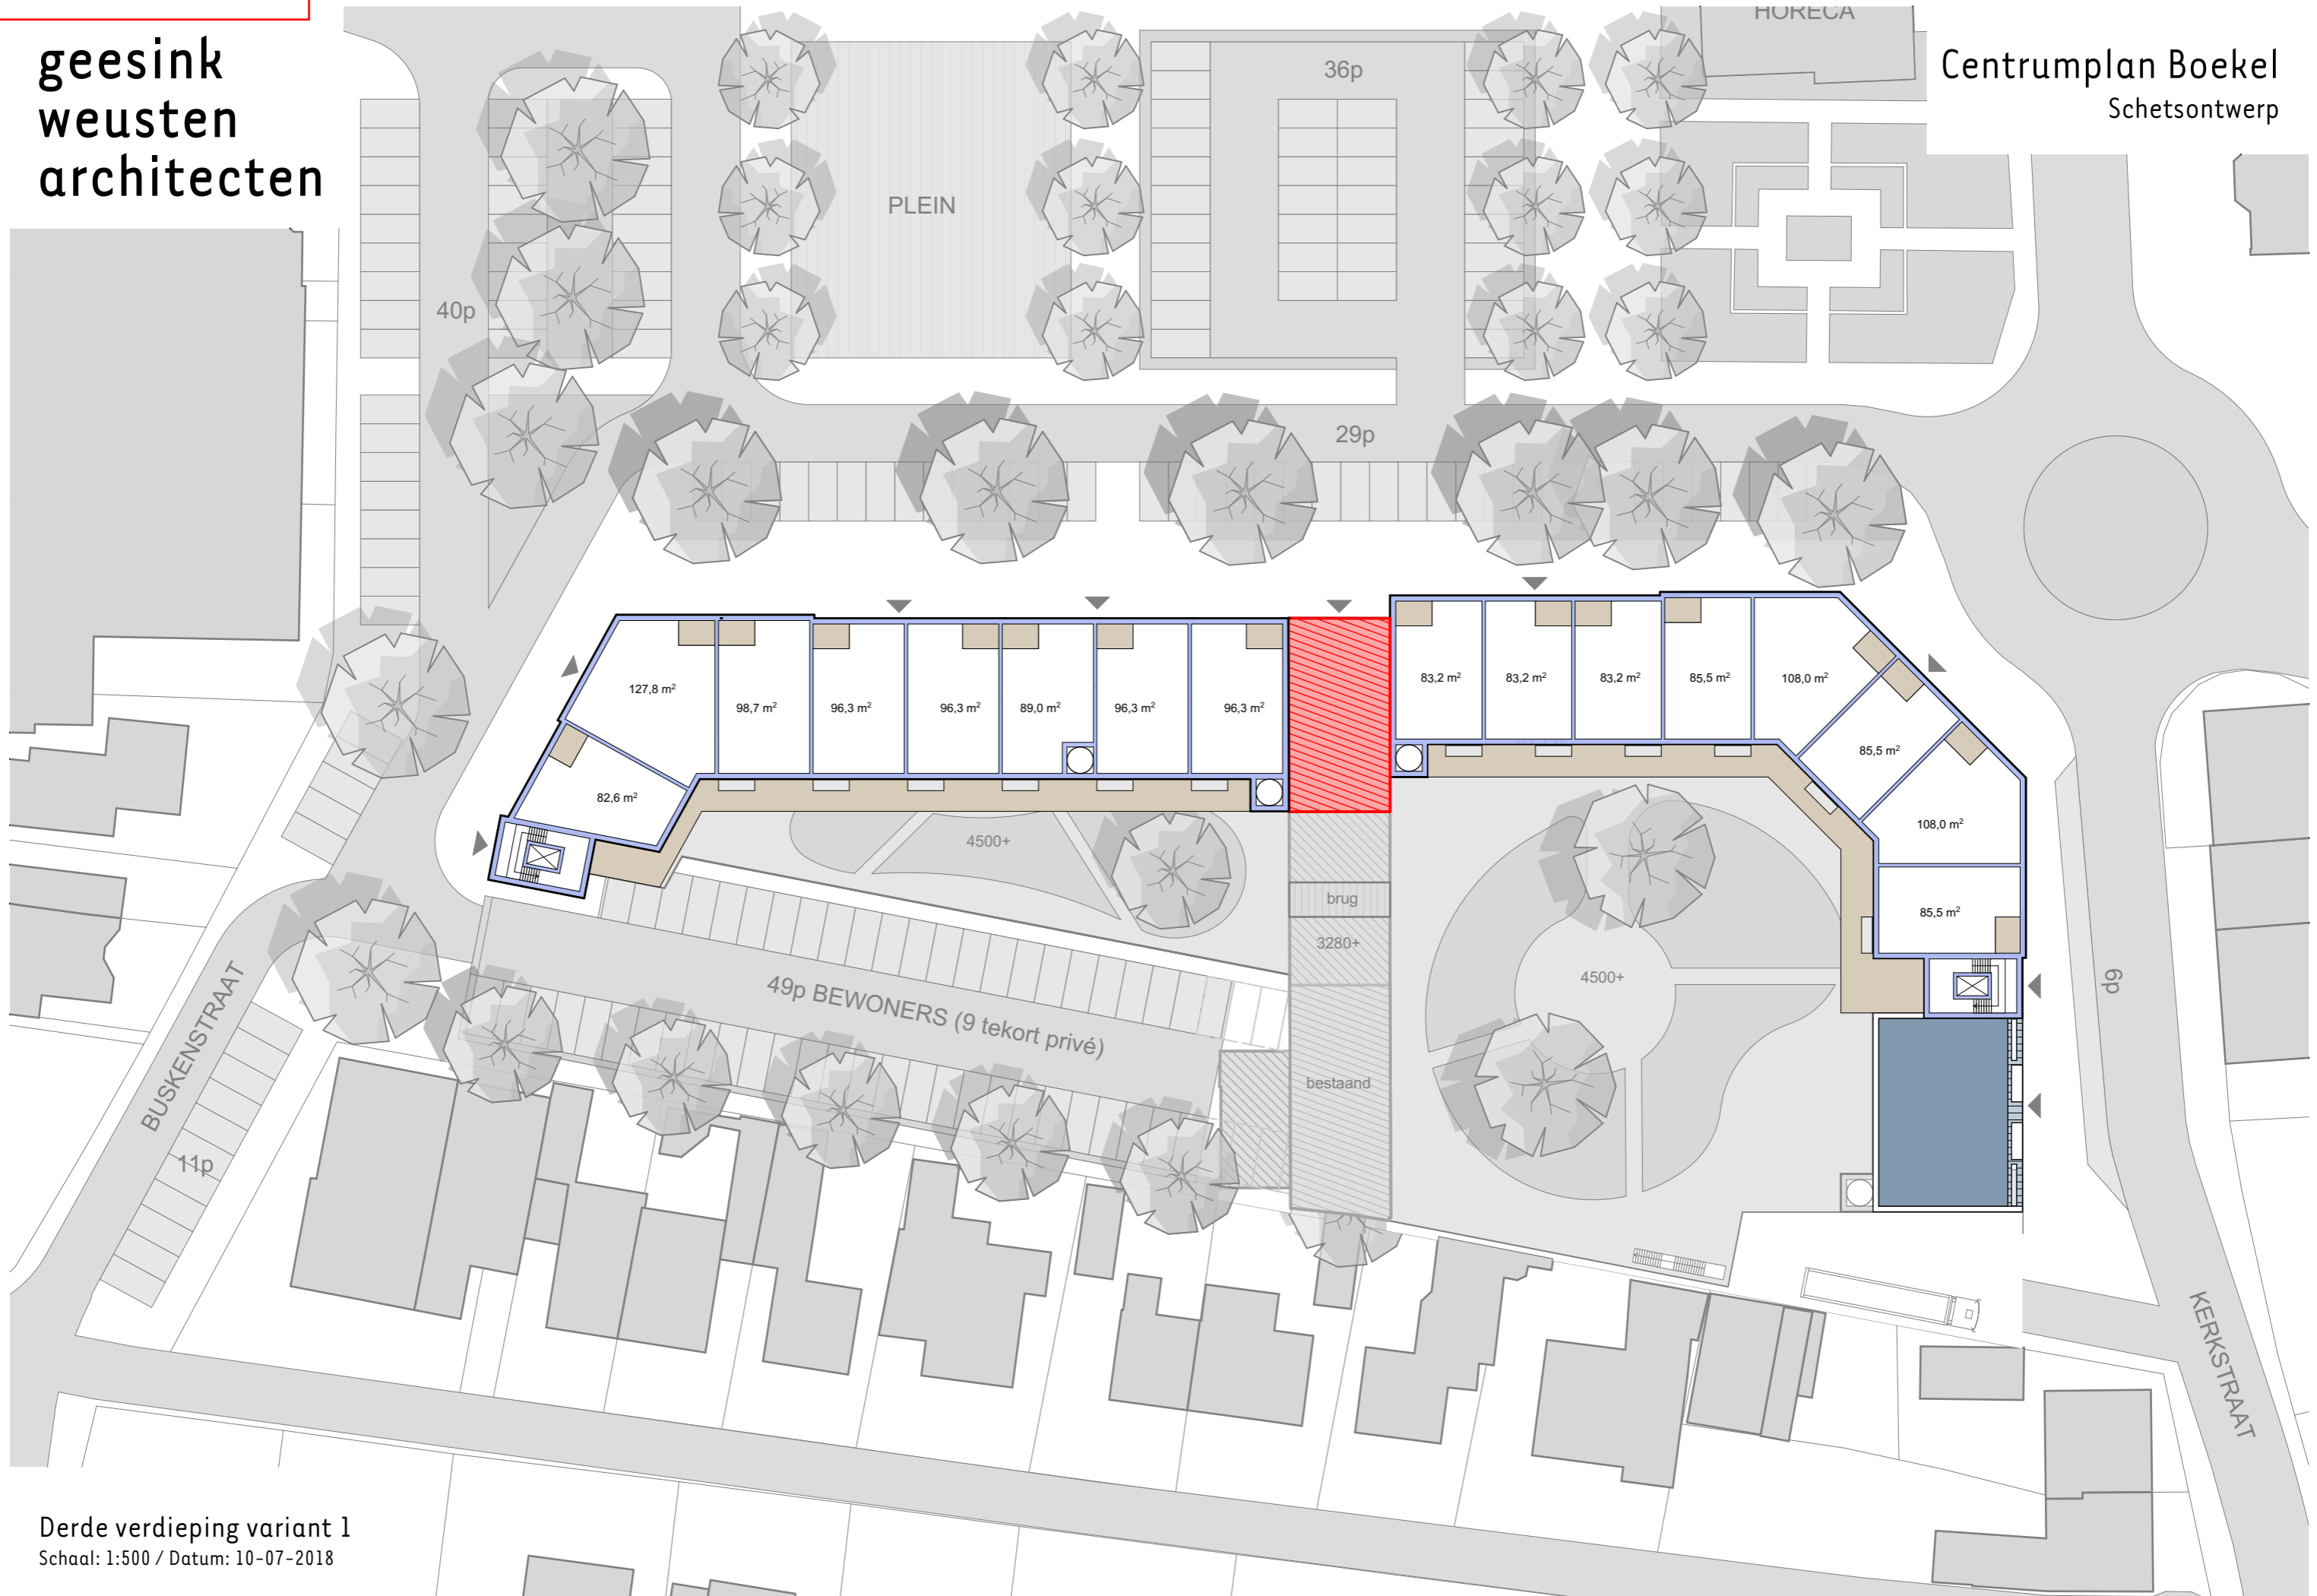 geesink
weusten
architecten
Centrumplan Boekel
Schetsontwerp
HORECA
36p
PLEIN
40p
29p
127,8 m²
98,7 m²
96,3 m²
96,3 m²
89,0 m²
96,3 m²
96,3 m²
82,6 m²
83,2 m²
83,2 m²
83,2 m²
85,5 m²
108,0 m²
85,5 m²
108,0 m²
85,5 m²
4500+
brug
3280+
4500+
bestaand
49p BEWONERS (9 tekort privé)
6p
BUSKENSTRAAT
11p
KERKSTRAAT
Derde verdieping variant 1
Schaal: 1:500 / Datum: 10-07-2018